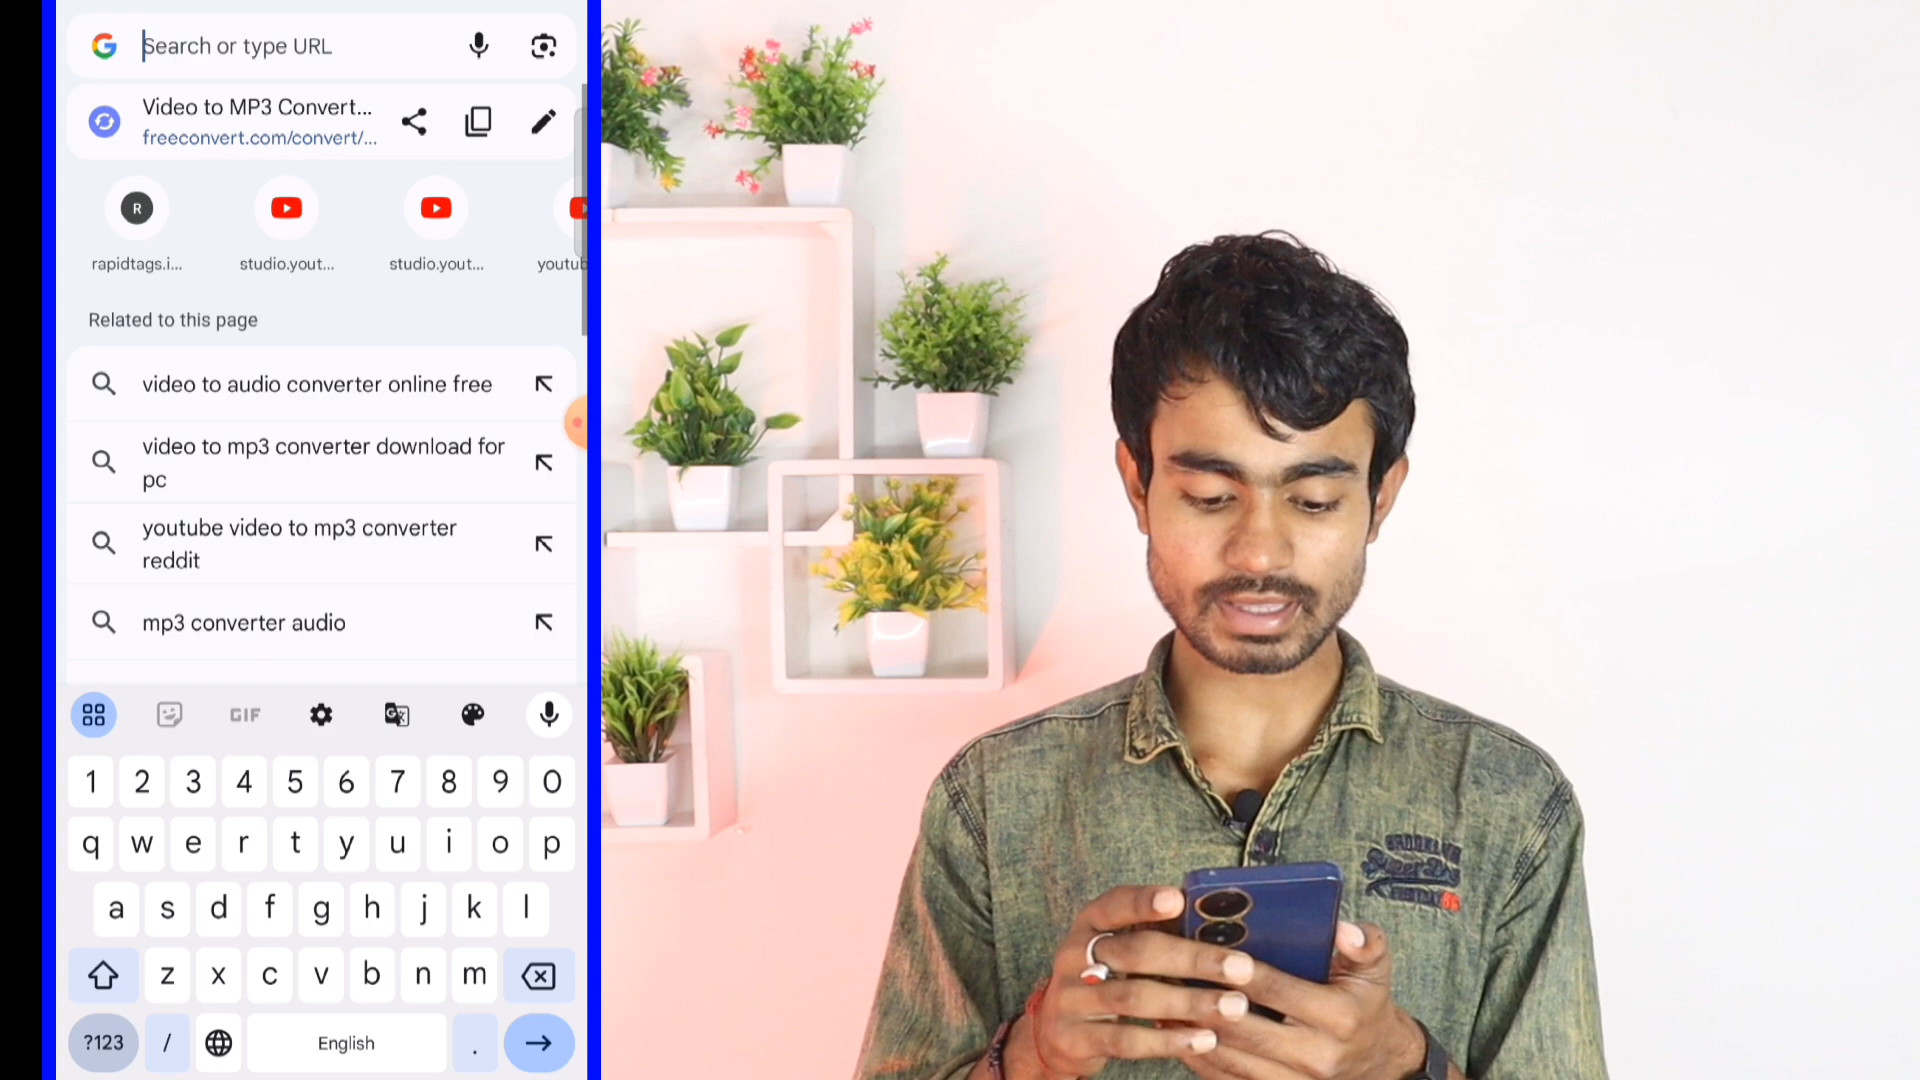 Search or type URL
Video to MP3 Convert...
freeconvert.com/convert/...
R
rapidtags.i...
studio.yout...
studio.yout...
youtub
Related to this page
video to audio converter online free
video to mp3 converter download for
pc
youtube video to mp3 converter
reddit
mp3 converter audio
GIF
1 2 3 4 5 6 7 8 9 0
q w e r t y u i o p
a s d f g h j k l
z x c v b n m
?123 / English .